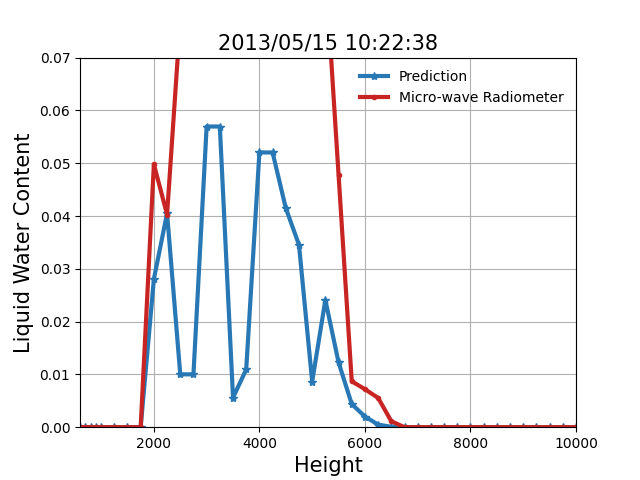 2013/05/15 10:22:38
0.07
0.06
0.05
0.04
0.03
0.02
0.01
0.00
Liquid Water Content
Prediction
Micro-wave Radiometer
2000 4000 6000 8000 10000
Height